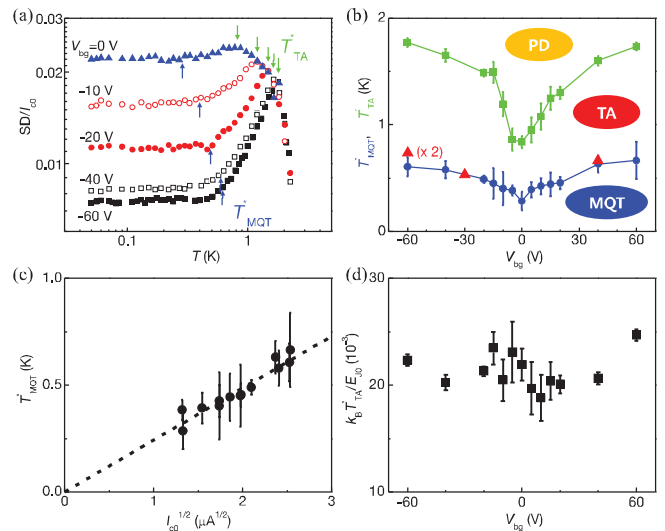 (a)
0.03
0.02
0.01
SD/I_c0
V_bg=0 V
-10 V
-20 V
-40 V
-60 V
T*_TA
T*_MQT
0.1
1
T (K)
(b)
2
1
0
T*_MQT, T*_TA (K)
PD
TA
MQT
(x 2)
-60
-30
0
30
60
V_bg (V)
(c)
1.0
0.5
0.0
T*_MQT (K)
0
1
2
3
I_c0^1/2 (μA^1/2)
(d)
30
20
10
k_B T*_TA/E_J0 (10^-3)
-60
-30
0
30
60
V_bg (V)